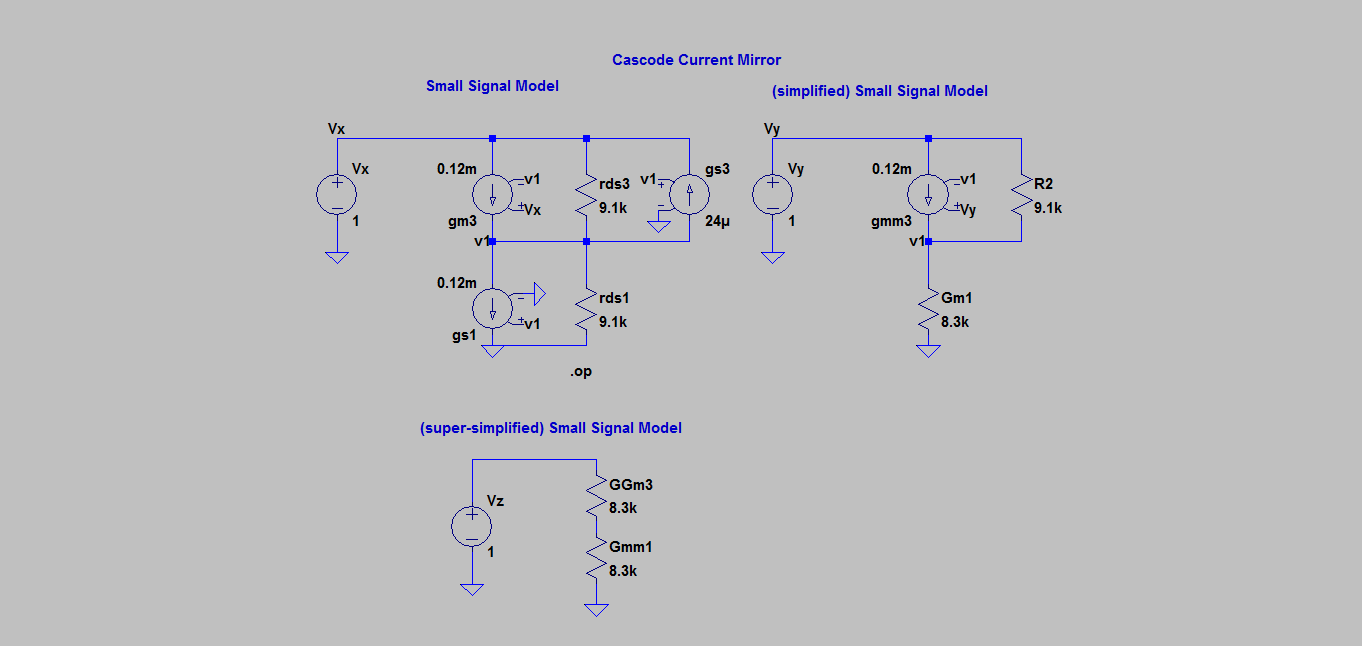 Cascode Current Mirror
Small Signal Model
(simplified) Small Signal Model
Vx
Vx
1
0.12m
gm3
v1
Vx
v1
rds3
9.1k
v1
gs3
24µ
0.12m
gs1
v1
rds1
9.1k
.op
Vy
Vy
1
0.12m
gmm3
v1
Vy
v1
R2
9.1k
Gm1
8.3k
(super-simplified) Small Signal Model
Vz
1
GGm3
8.3k
Gmm1
8.3k